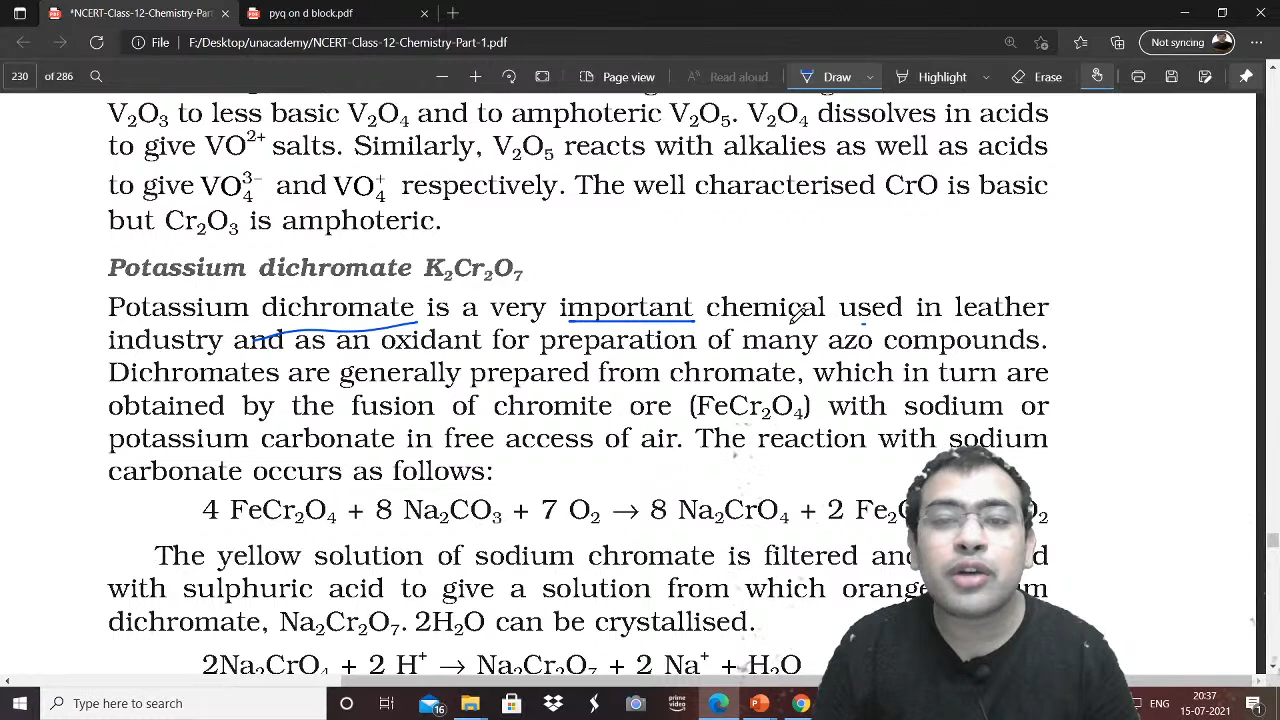 *NCERT-Class-12-Chemistry-Part
pyq on d block.pdf
File F:/Desktop/unacademy/NCERT-Class-12-Chemistry-Part-1.pdf
Not syncing
230 of 286
Page view
Read aloud
Draw
Highlight
Erase
V₂O₃ to less basic V₂O₄ and to amphoteric V₂O₅. V₂O₄ dissolves in acids
to give VO²⁺ salts. Similarly, V₂O₅ reacts with alkalies as well as acids
to give VO₄³⁻ and VO₄⁺ respectively. The well characterised CrO is basic
but Cr₂O₃ is amphoteric.
Potassium dichromate K₂Cr₂O₇
Potassium dichromate is a very important chemical used in leather
industry and as an oxidant for preparation of many azo compounds.
Dichromates are generally prepared from chromate, which in turn are
obtained by the fusion of chromite ore (FeCr₂O₄) with sodium or
potassium carbonate in free access of air. The reaction with sodium
carbonate occurs as follows:
4 FeCr₂O₄ + 8 Na₂CO₃ + 7 O₂ → 8 Na₂CrO₄ + 2
The yellow solution of sodium chromate is filtered
with sulphuric acid to give a solution from which
dichromate, Na₂Cr₂O₇. 2H₂O can be crystallised.
2Na₂CrO₄ + 2 H⁺ → Na₂Cr₂O₇ + 2 Na⁺ + H₂O
Type here to search
16
prime
video
ENG
20:37
15-07-2021